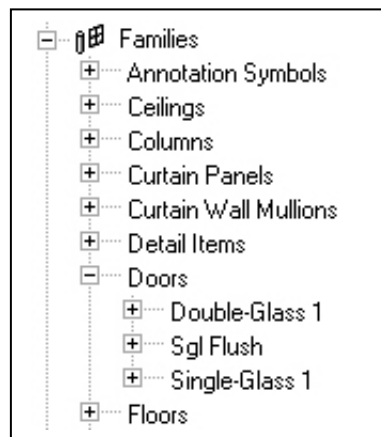 Families
Annotation Symbols
Ceilings
Columns
Curtain Panels
Curtain Wall Mullions
Detail Items
Doors
Double-Glass 1
Sgl Flush
Single-Glass 1
Floors